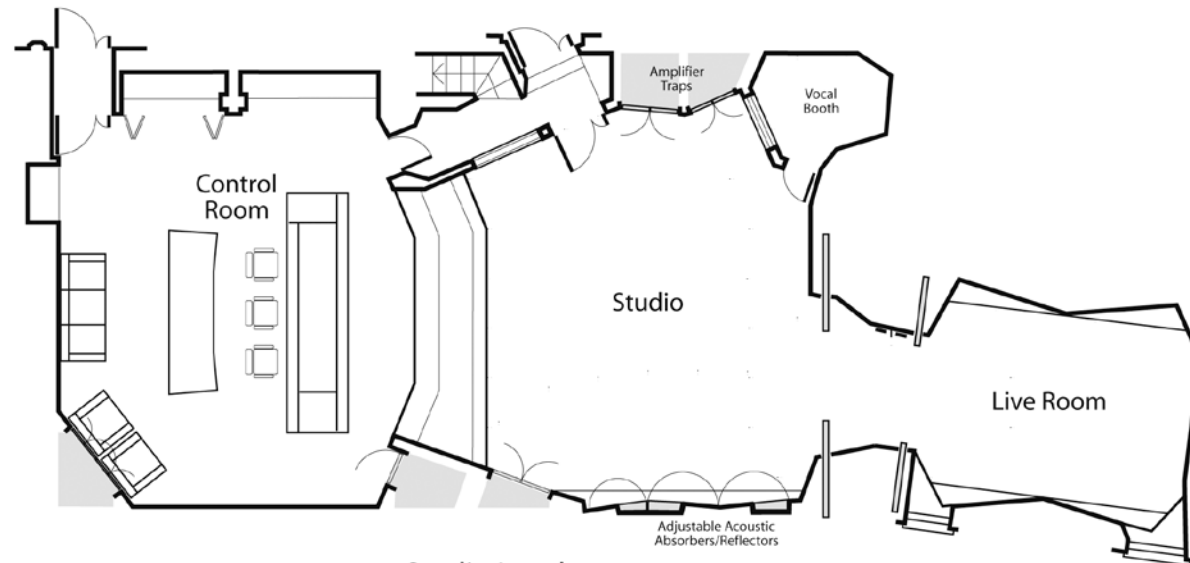 Amplifier
Traps
Vocal
Booth
Control
Room
Studio
Live Room
Adjustable Acoustic
Absorbers/Reflectors